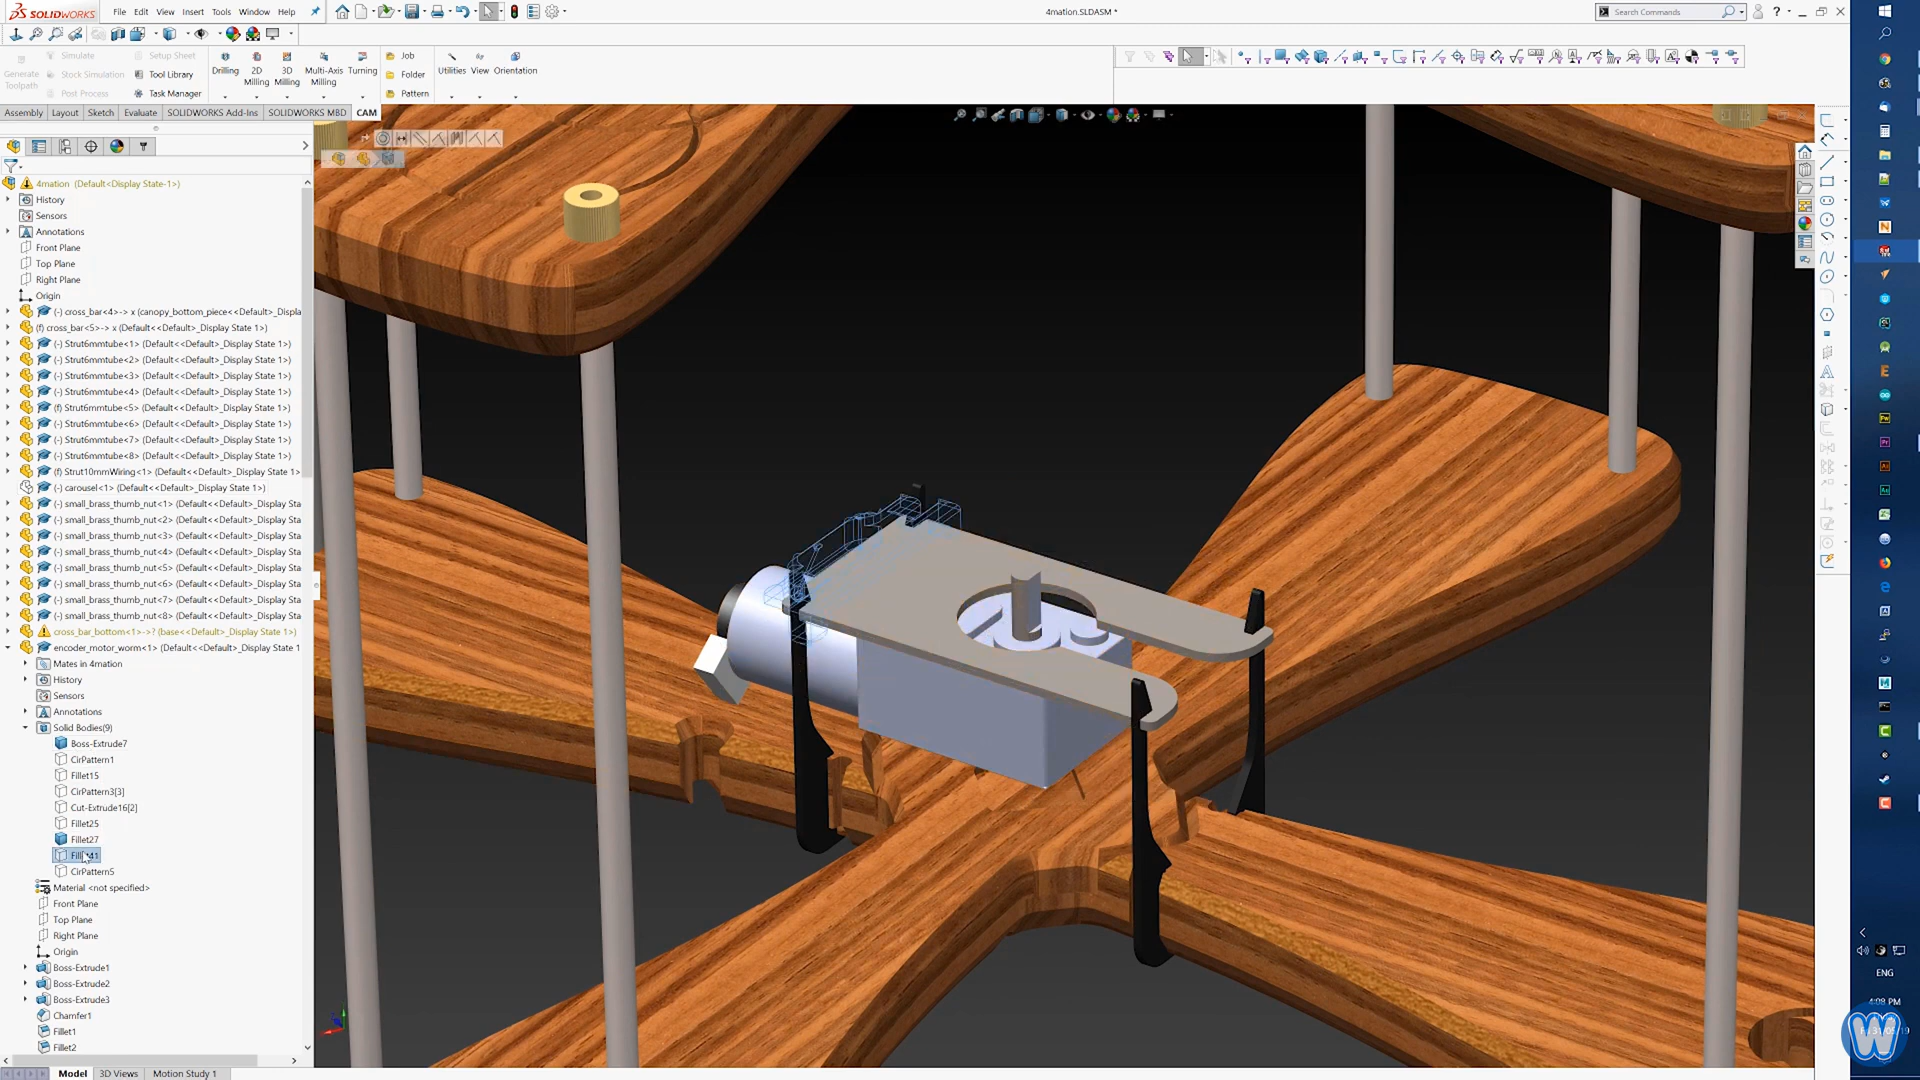 SOLIDWORKS File Edit View Insert Tools Window Help
4mation.SLDASM *
Search Commands
Generate Toolpath
Simulate
Stock Simulation
Post Process
Setup Sheet
Tool Library
Task Manager
Drilling
2D Milling
3D Milling
Multi-Axis Milling
Turning
Job
Folder
Pattern
Utilities
View
Orientation
Assembly Layout Sketch Evaluate SOLIDWORKS Add-Ins SOLIDWORKS MBD CAM
4mation (Default<Display State-1>)
History
Sensors
Annotations
Front Plane
Top Plane
Right Plane
Origin
(-) cross_bar<4>-> x (canopy_bottom_piece<<Default>_Displa
(f) cross_bar<5>-> x (Default<<Default>_Display State 1>)
(-) Strut6mmtube<1> (Default<<Default>_Display State 1>)
(-) Strut6mmtube<2> (Default<<Default>_Display State 1>)
(-) Strut6mmtube<3> (Default<<Default>_Display State 1>)
(-) Strut6mmtube<4> (Default<<Default>_Display State 1>)
(f) Strut6mmtube<5> (Default<<Default>_Display State 1>)
(-) Strut6mmtube<6> (Default<<Default>_Display State 1>)
(-) Strut6mmtube<7> (Default<<Default>_Display State 1>)
(-) Strut6mmtube<8> (Default<<Default>_Display State 1>)
(f) Strut10mmWiring<1> (Default<<Default>_Display State 1>
(-) carousel<1> (Default<<Default>_Display State 1>)
(-) small_brass_thumb_nut<1> (Default<<Default>_Display Sta
(-) small_brass_thumb_nut<2> (Default<<Default>_Display Sta
(-) small_brass_thumb_nut<3> (Default<<Default>_Display Sta
(-) small_brass_thumb_nut<4> (Default<<Default>_Display Sta
(-) small_brass_thumb_nut<5> (Default<<Default>_Display Sta
(-) small_brass_thumb_nut<6> (Default<<Default>_Display Sta
(-) small_brass_thumb_nut<7> (Default<<Default>_Display Sta
(-) small_brass_thumb_nut<8> (Default<<Default>_Display Sta
cross_bar_bottom<1>->? (base<<Default>_Display State 1>)
encoder_motor_worm<1> (Default<<Default>_Display State 1
Mates in 4mation
History
Sensors
Annotations
Solid Bodies(9)
Boss-Extrude7
CirPattern1
Fillet15
CirPattern3[3]
Cut-Extrude16[2]
Fillet25
Fillet27
Fillet41
CirPattern5
Material <not specified>
Front Plane
Top Plane
Right Plane
Origin
Boss-Extrude1
Boss-Extrude2
Boss-Extrude3
Chamfer1
Fillet1
Fillet2
Model 3D Views Motion Study 1
ENG
4:08 PM
W